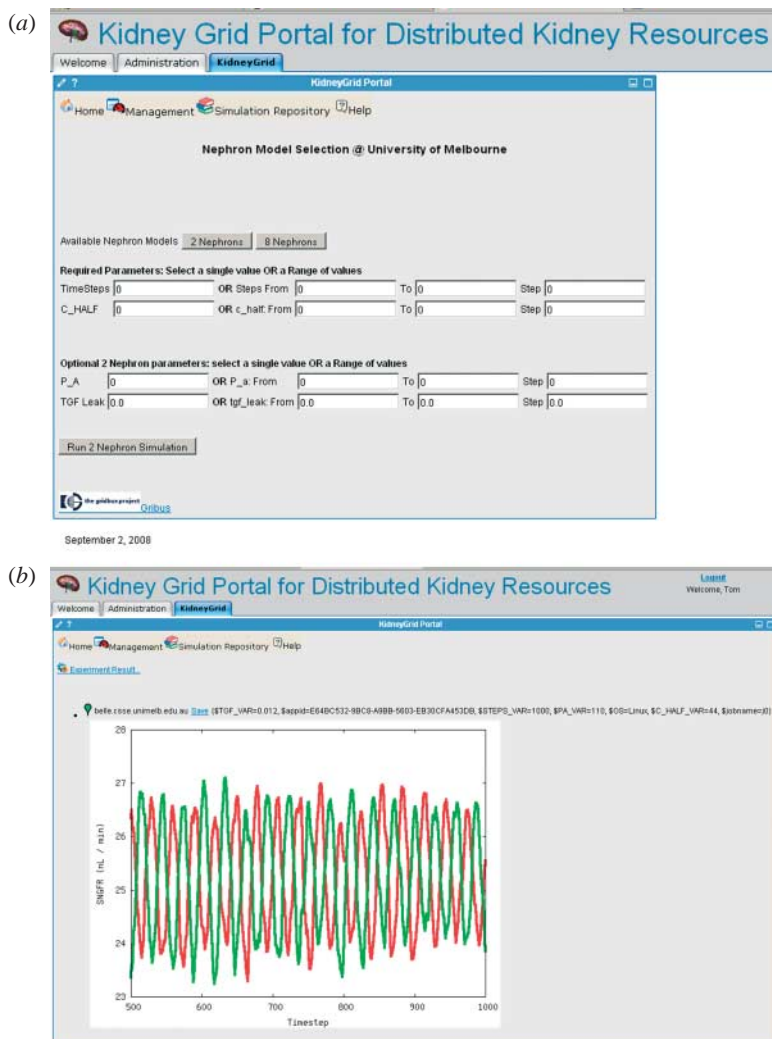 (a)
Kidney Grid Portal for Distributed Kidney Resources
Welcome Administration KidneyGrid
? KidneyGrid Portal
Home Management Simulation Repository Help
Nephron Model Selection @ University of Melbourne
Available Nephron Models 2 Nephrons 8 Nephrons
Required Parameters: Select a single value OR a Range of values
TimeSteps 0 OR Steps From 0 To 0 Step 0
C_HALF 0 OR c_half: From 0 To 0 Step 0
Optional 2 Nephron parameters: select a single value OR a Range of values
P_A 0 OR P_a: From 0 To 0 Step 0
TGF Leak 0.0 OR tgf_leak: From 0.0 To 0.0 Step 0.0
Run 2 Nephron Simulation
the gridbus project Gribus
September 2, 2008
(b)
Kidney Grid Portal for Distributed Kidney Resources
Logout
Welcome, Tom
Welcome Administration KidneyGrid
? KidneyGrid Portal
Home Management Simulation Repository Help
Experiment Result..
belle.csse.unimelb.edu.au Save ($TGF_VAR=0.012, $STEPS_VAR=1000, $PA_VAR=110, $OS=Linux, $C_HALF_VAR=44, $jobname=j0)
28
27
26
25
24
23
SNGFR (nL / min)
500 600 700 800 900 1000
Timestep